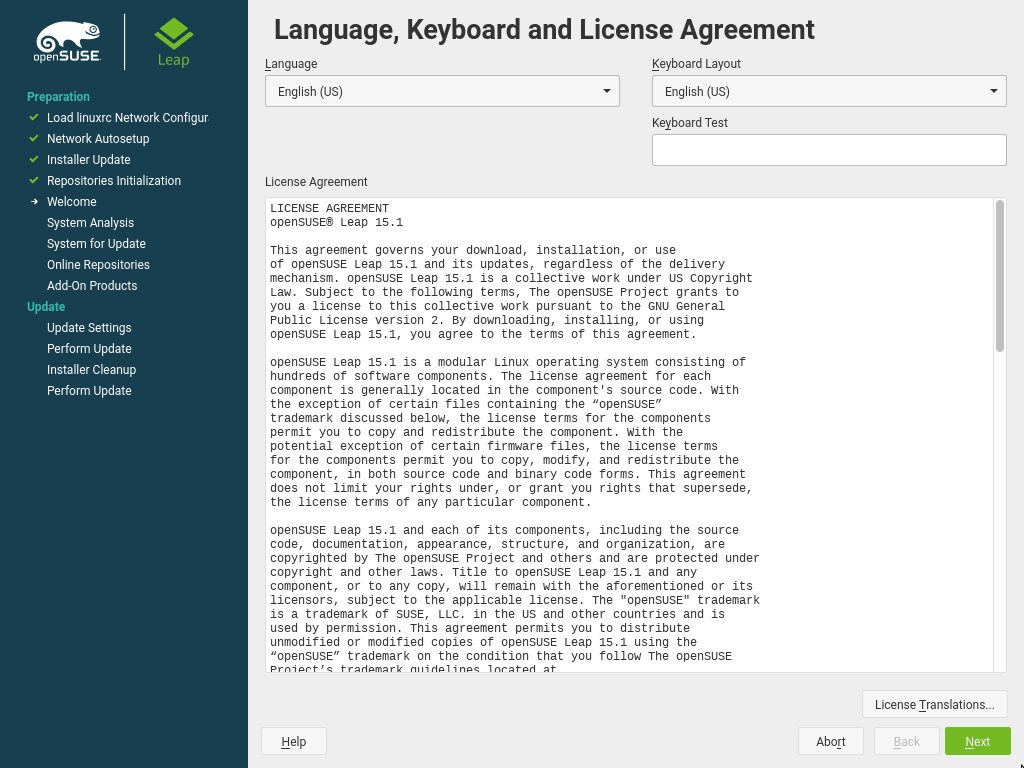 openSUSE
Leap
Preparation
Load linuxrc Network Configur
Network Autosetup
Installer Update
Repositories Initialization
Welcome
System Analysis
System for Update
Online Repositories
Add-On Products
Update
Update Settings
Perform Update
Installer Cleanup
Perform Update
Language, Keyboard and License Agreement
Language
English (US)
Keyboard Layout
English (US)
Keyboard Test
License Agreement
LICENSE AGREEMENT
openSUSE® Leap 15.1
This agreement governs your download, installation, or use
of openSUSE Leap 15.1 and its updates, regardless of the delivery
mechanism. openSUSE Leap 15.1 is a collective work under US Copyright
Law. Subject to the following terms, The openSUSE Project grants to
you a license to this collective work pursuant to the GNU General
Public License version 2. By downloading, installing, or using
openSUSE Leap 15.1, you agree to the terms of this agreement.
openSUSE Leap 15.1 is a modular Linux operating system consisting of
hundreds of software components. The license agreement for each
component is generally located in the component's source code. With
the exception of certain files containing the “openSUSE”
trademark discussed below, the license terms for the components
permit you to copy and redistribute the component. With the
potential exception of certain firmware files, the license terms
for the components permit you to copy, modify, and redistribute the
component, in both source code and binary code forms. This agreement
does not limit your rights under, or grant you rights that supersede,
the license terms of any particular component.
openSUSE Leap 15.1 and each of its components, including the source
code, documentation, appearance, structure, and organization, are
copyrighted by The openSUSE Project and others and are protected under
copyright and other laws. Title to openSUSE Leap 15.1 and any
component, or to any copy, will remain with the aforementioned or its
licensors, subject to the applicable license. The "openSUSE" trademark
is a trademark of SUSE, LLC. in the US and other countries and is
used by permission. This agreement permits you to distribute
unmodified or modified copies of openSUSE Leap 15.1 using the
“openSUSE” trademark on the condition that you follow The openSUSE
Project’s trademark guidelines located at
License Translations...
Help
Abort
Back
Next